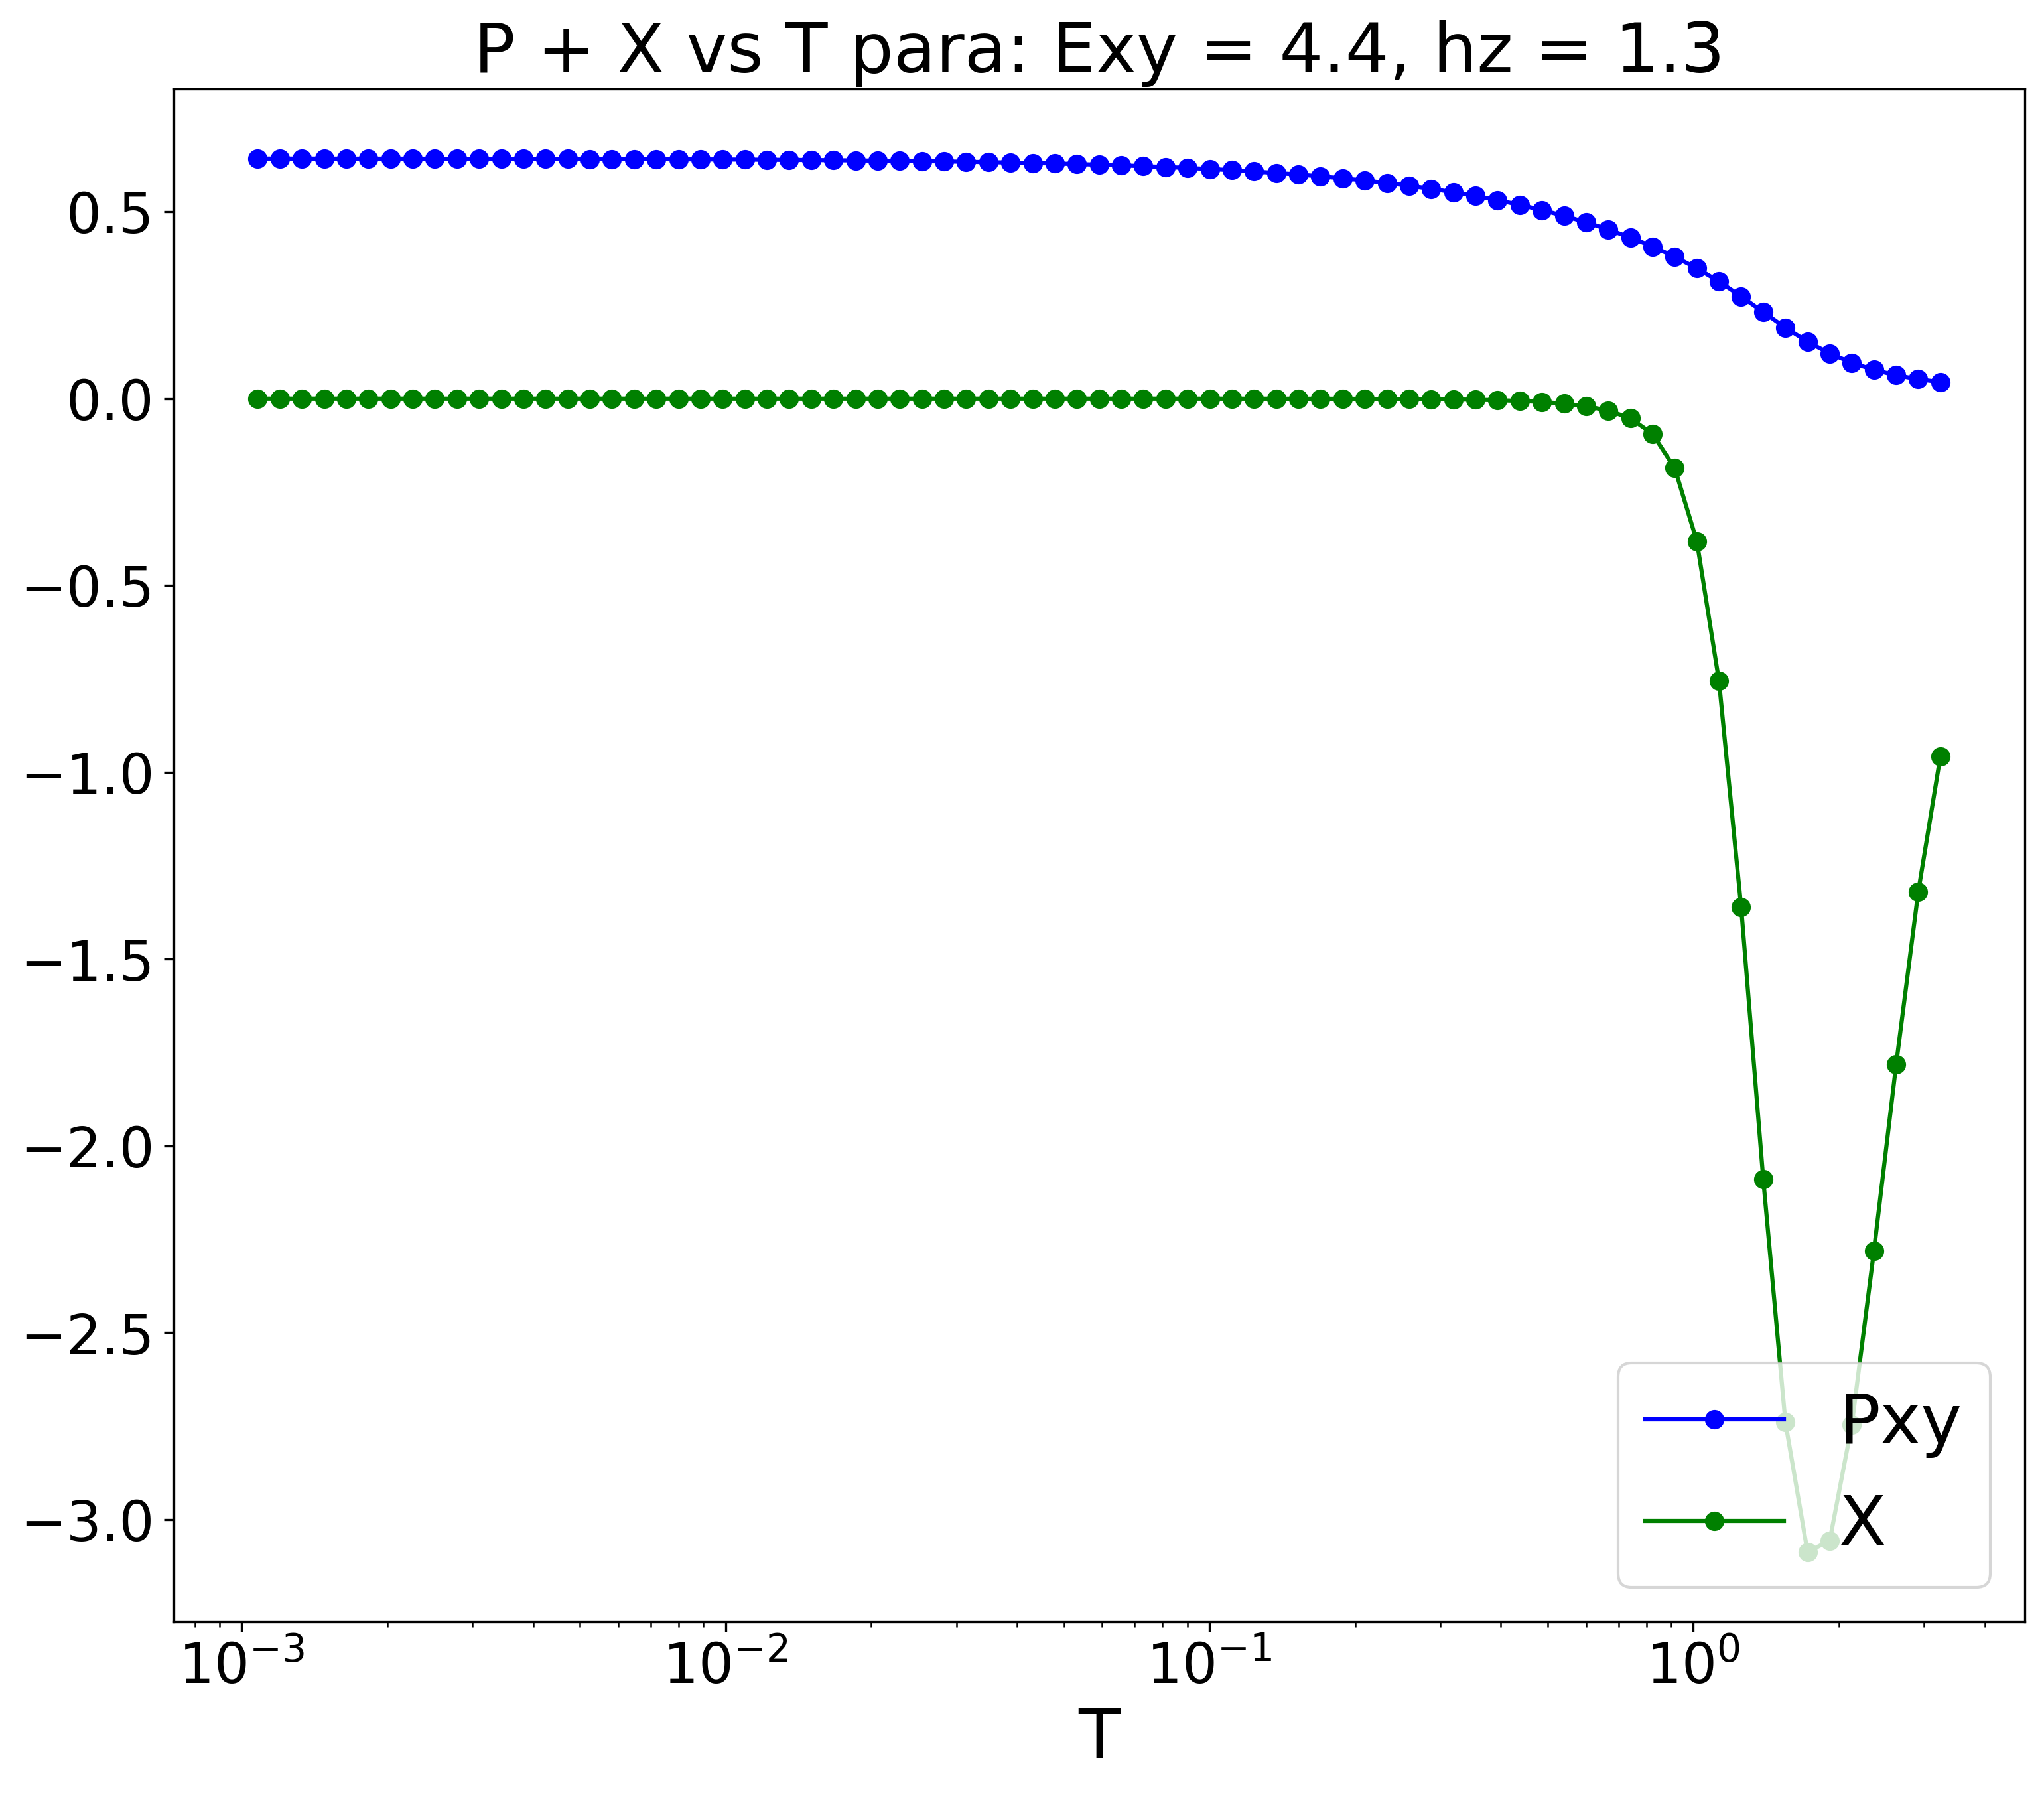 P + X vs T para: Exy = 4.4, hz = 1.3
0.5
0.0
−0.5
−1.0
−1.5
−2.0
−2.5
−3.0
Pxy
X
10⁻³ 10⁻² 10⁻¹ 10⁰
T